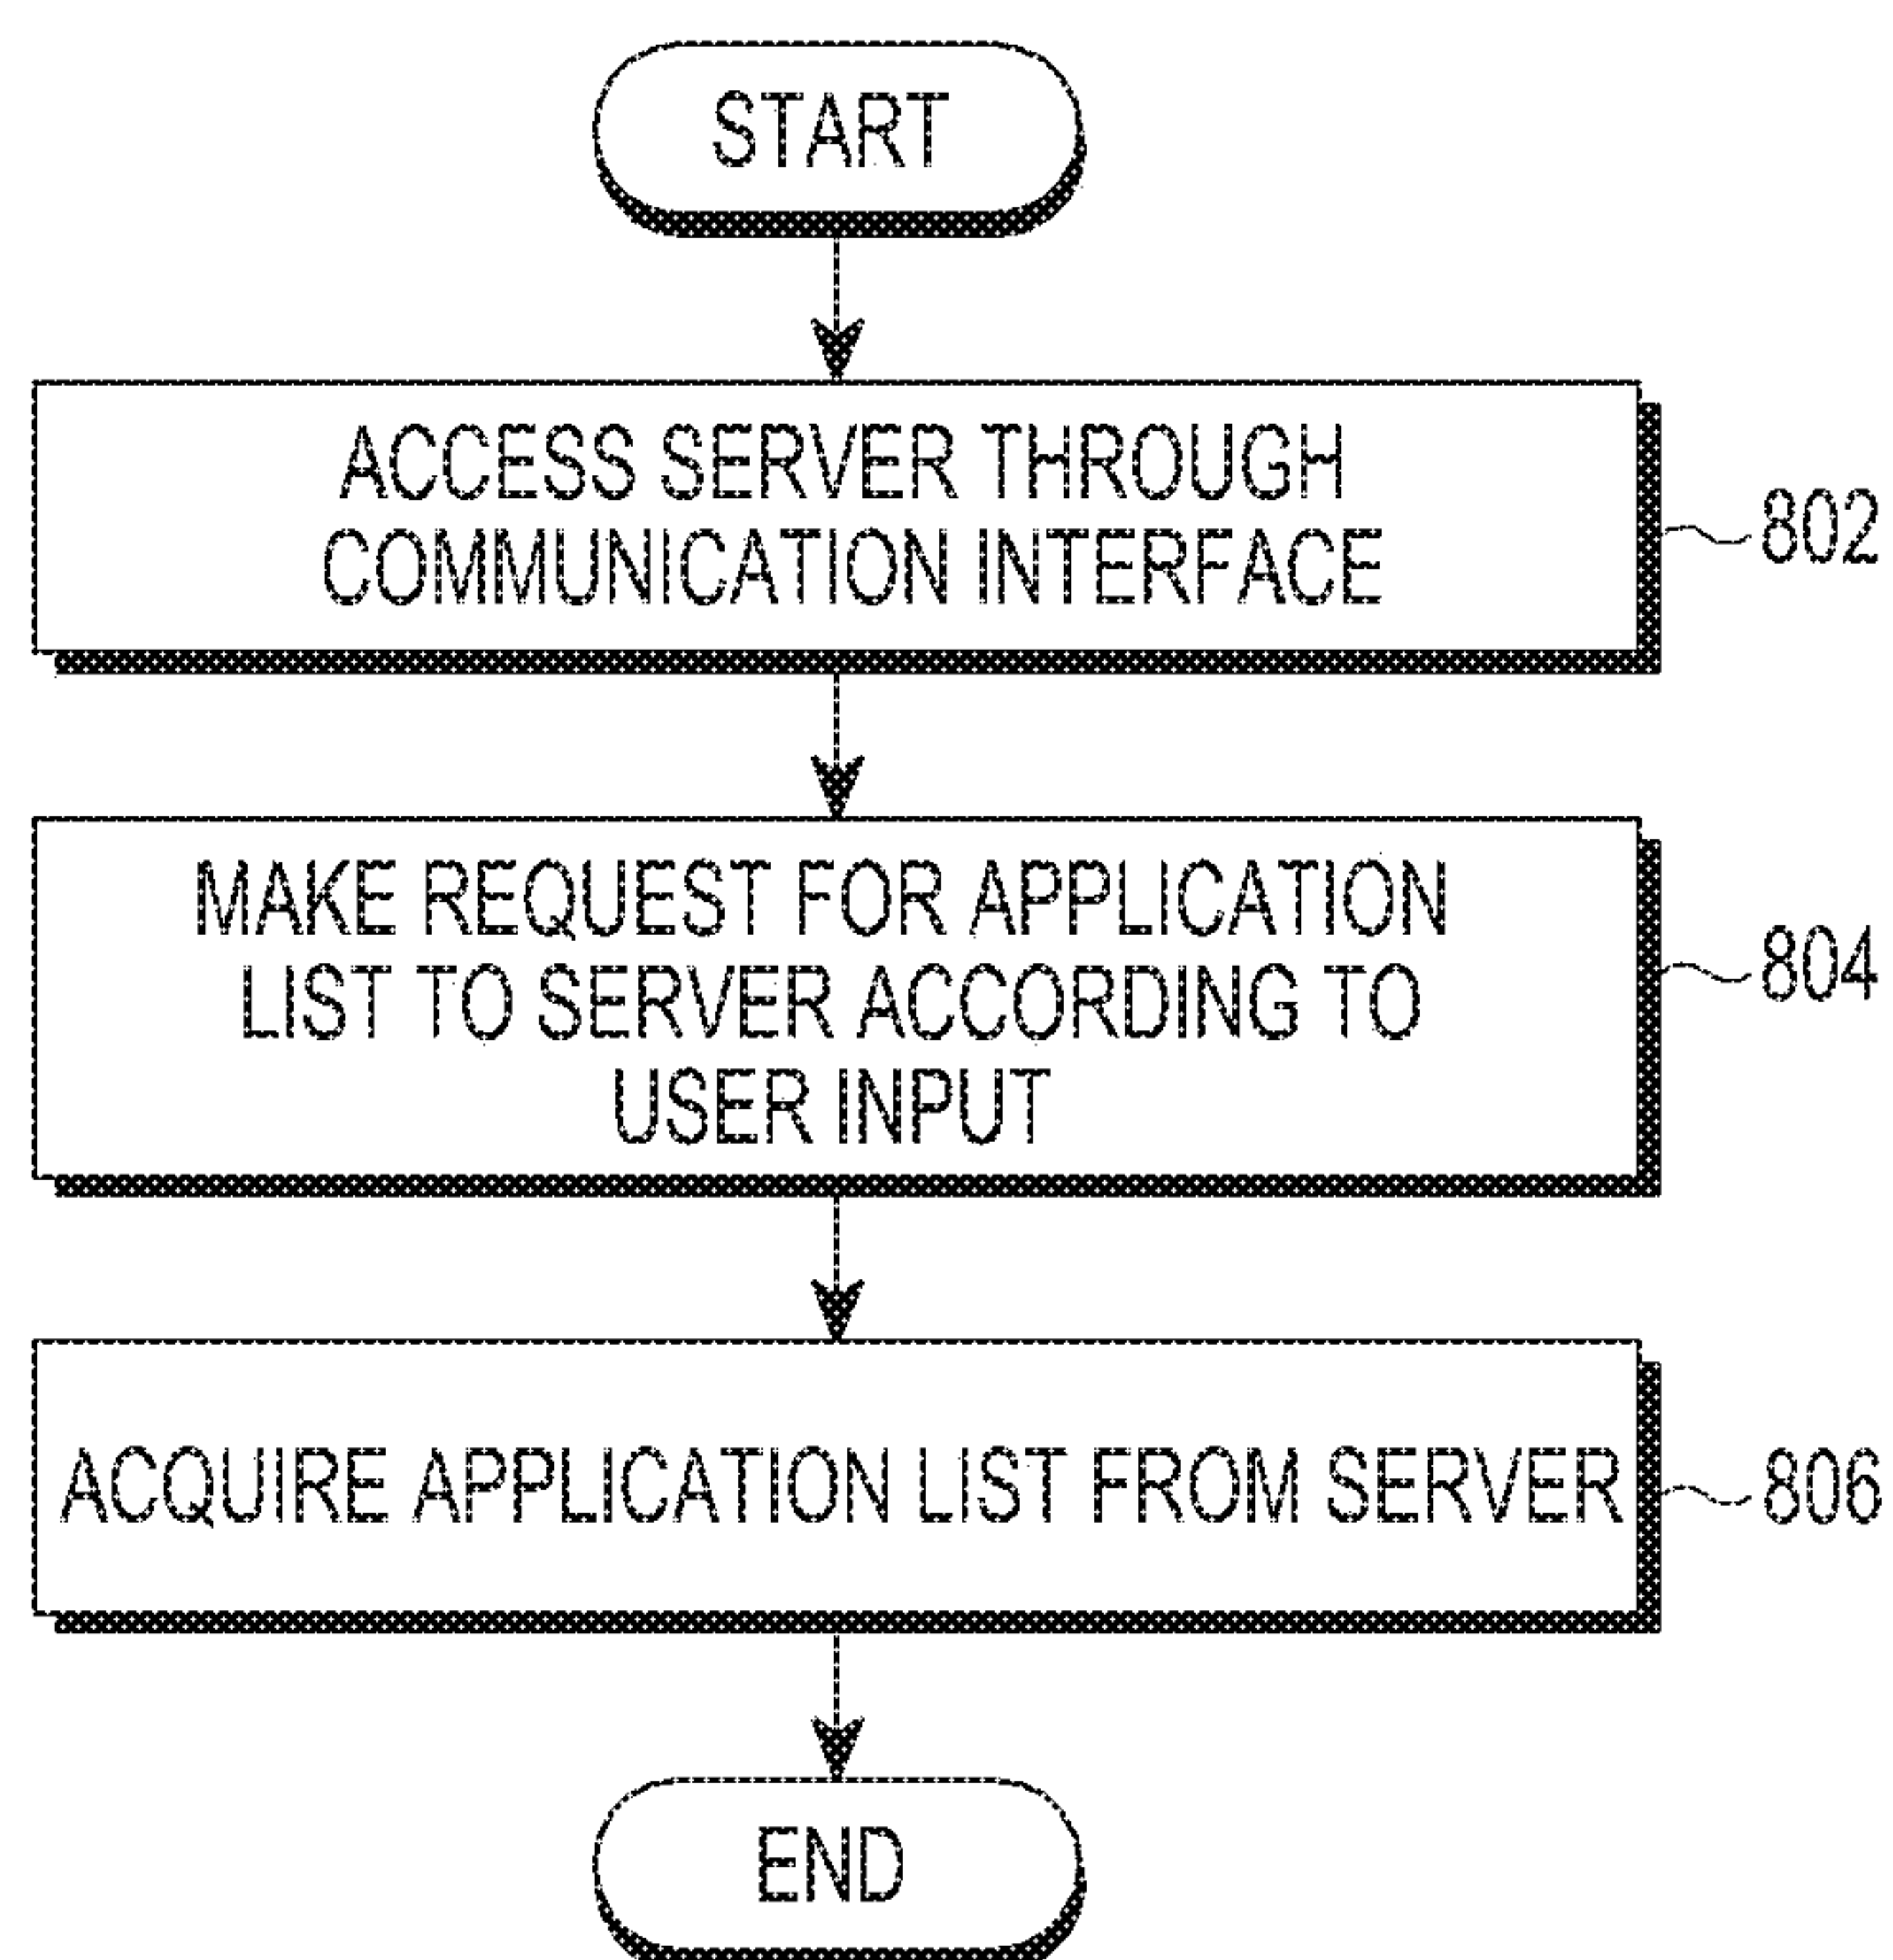 START
ACCESS SERVER THROUGH
COMMUNICATION INTERFACE
802
MAKE REQUEST FOR APPLICATION
LIST TO SERVER ACCORDING TO
USER INPUT
804
ACQUIRE APPLICATION LIST FROM SERVER
806
END